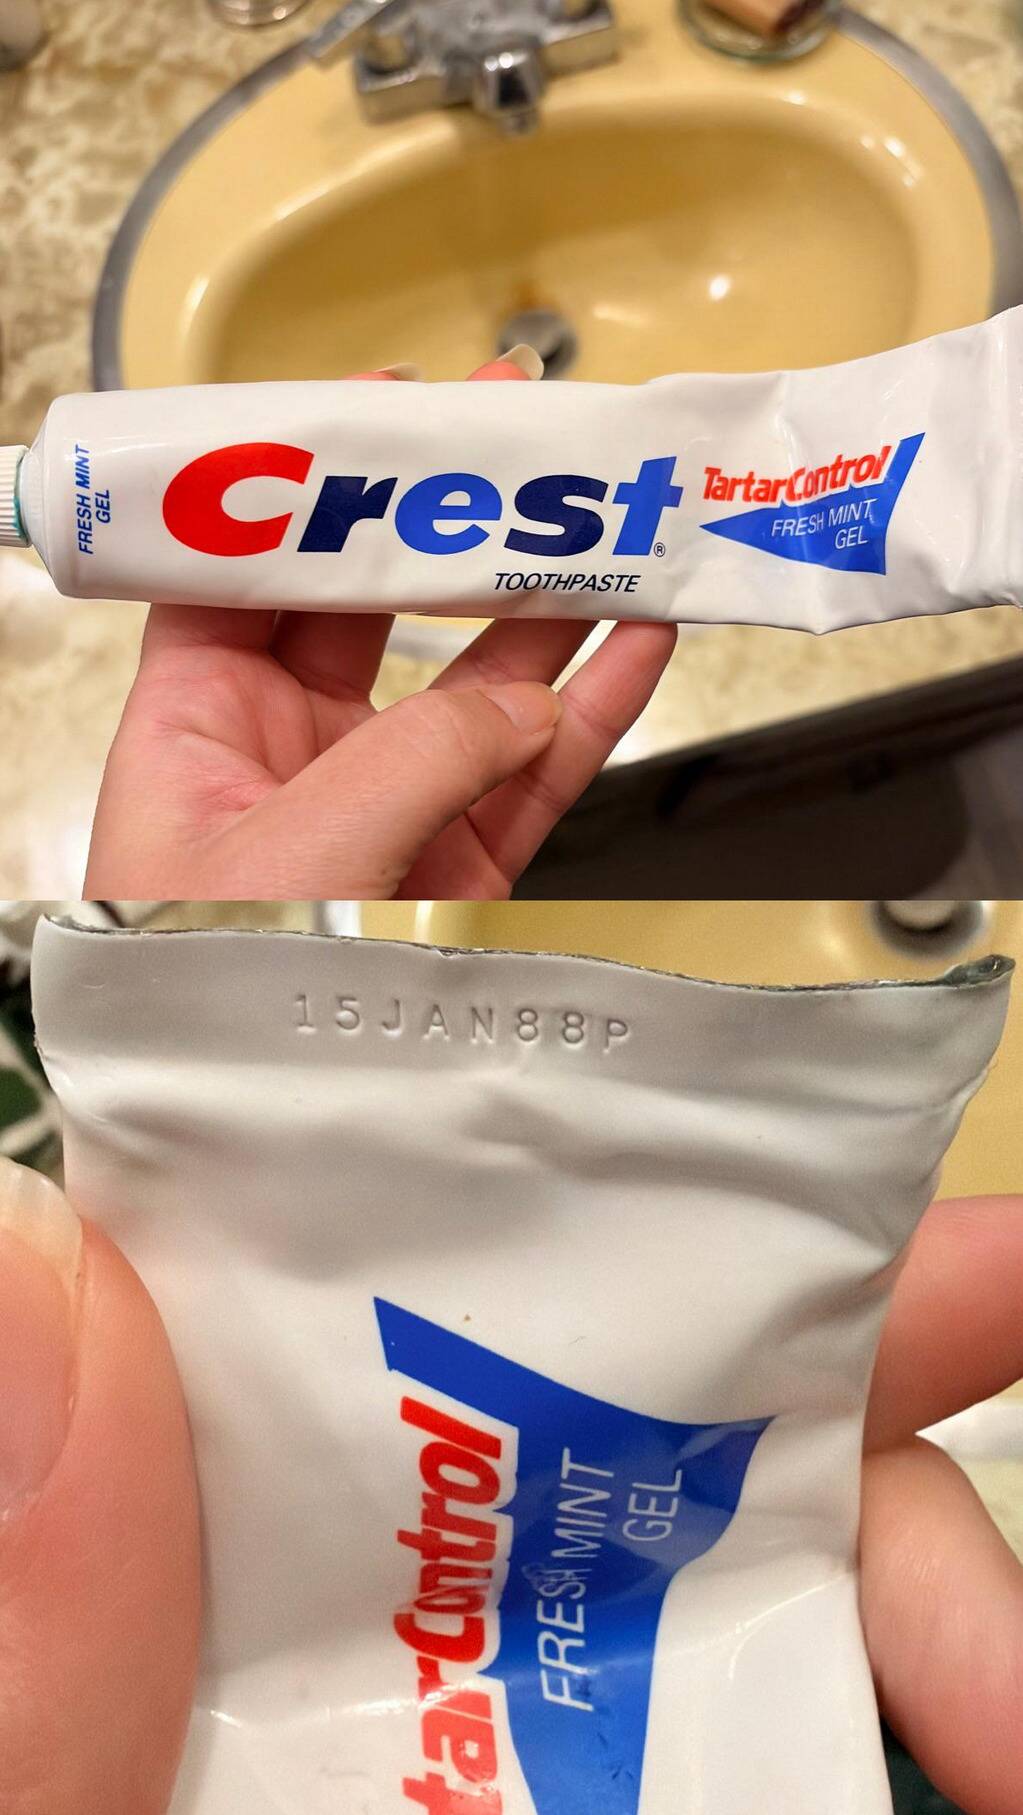 FRESH MINT
GEL
Crest®
TOOTHPASTE
TartarControl
FRESH MINT
GEL
15JAN88P
tarControl
FRESH MINT
GEL